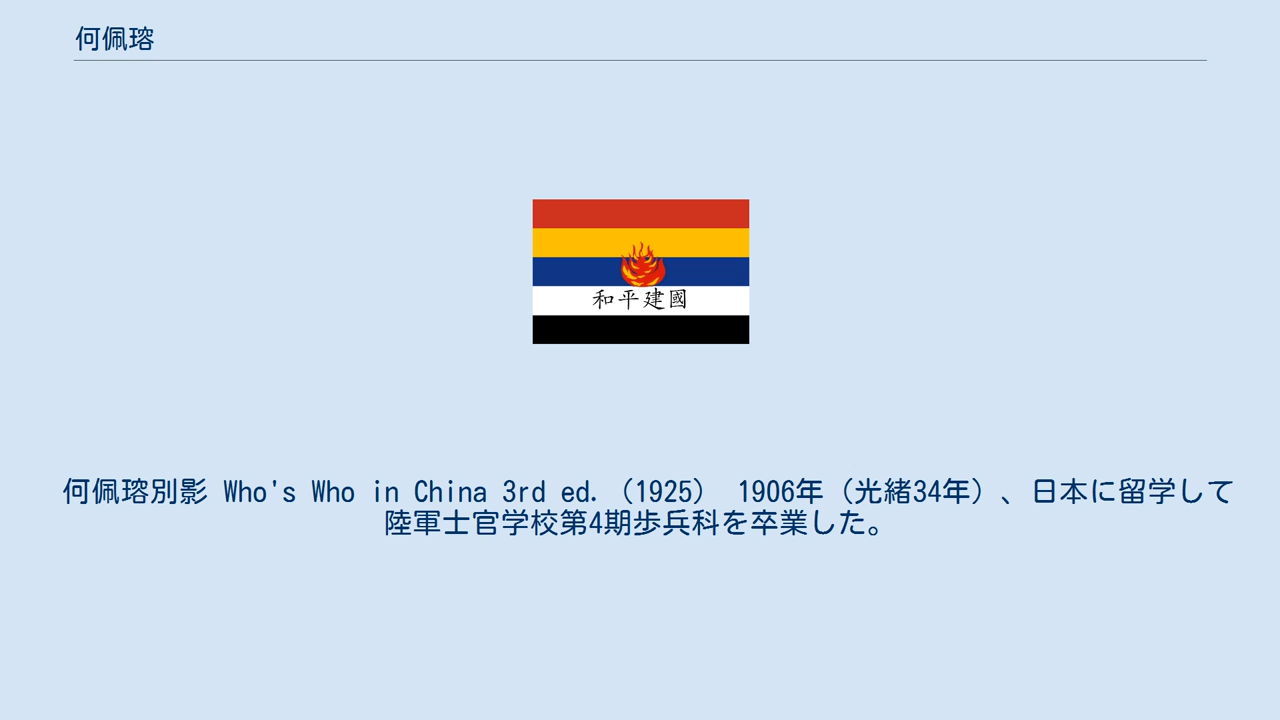 何佩瑢
和平建國
何佩瑢別影 Who's Who in China 3rd ed.（1925） 1906年（光緒34年）、日本に留学して
陸軍士官学校第4期歩兵科を卒業した。